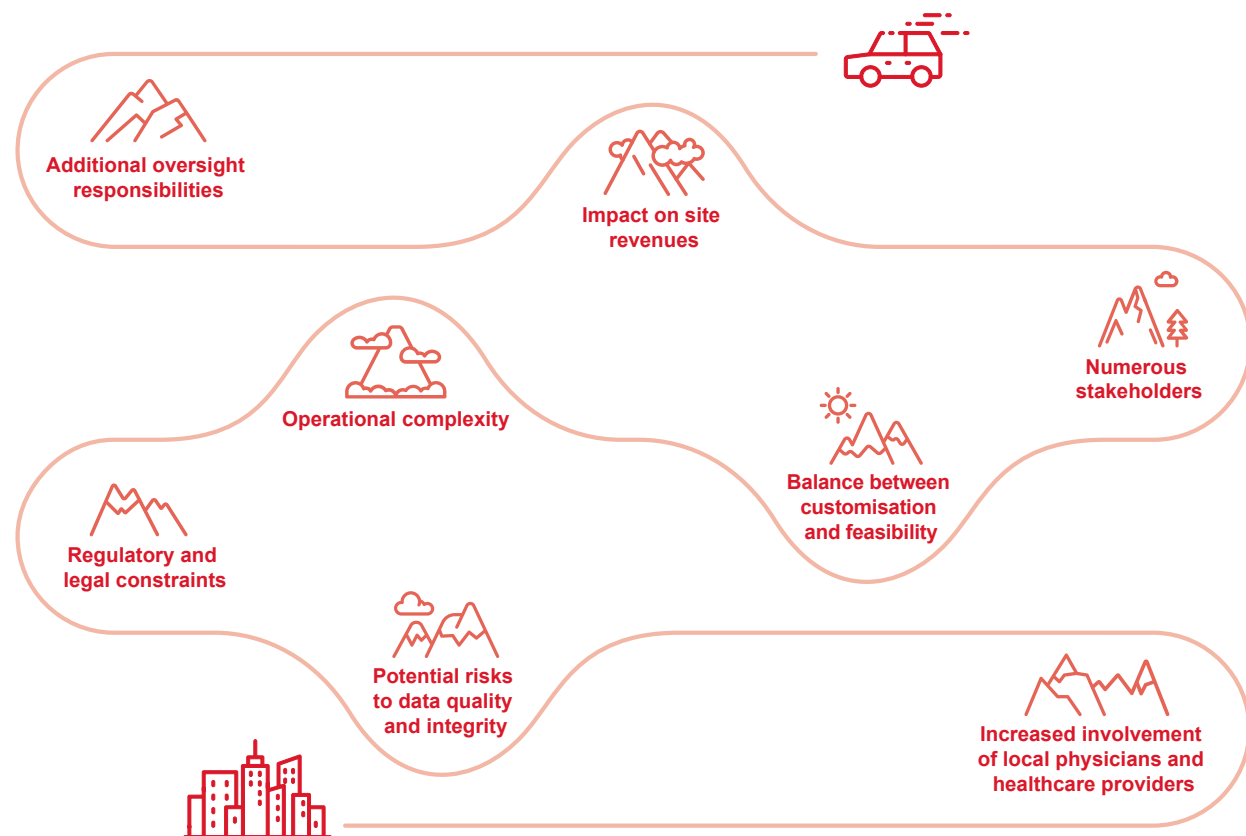 Additional oversight
responsibilities
Impact on site
revenues
Numerous
stakeholders
Balance between
customisation
and feasibility
Operational complexity
Regulatory and
legal constraints
Potential risks
to data quality
and integrity
Increased involvement
of local physicians and
healthcare providers